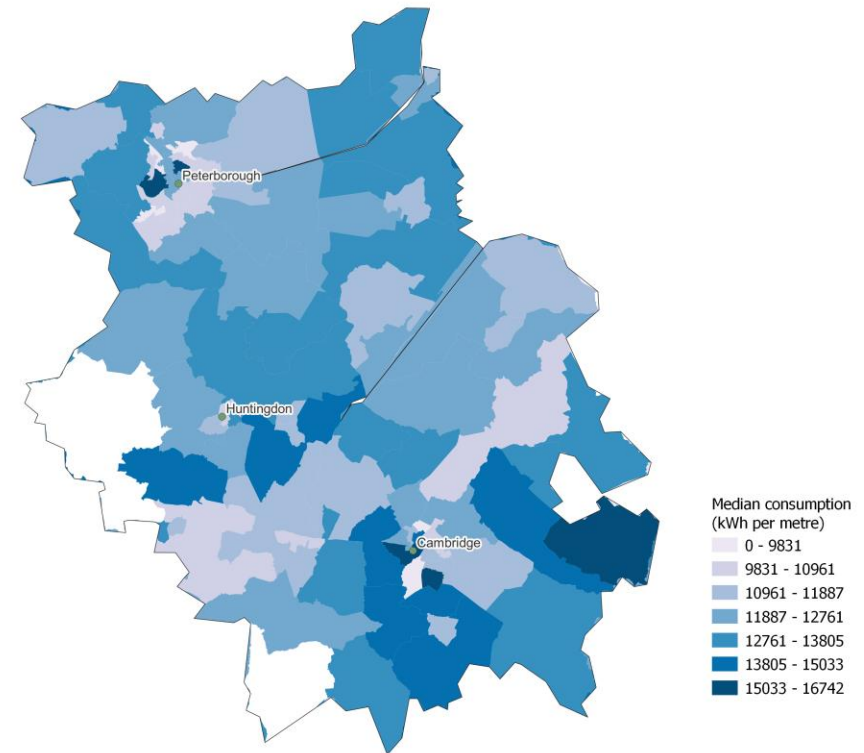 Peterborough
Huntingdon
Cambridge
Median consumption
(kWh per metre)
0 - 9831
9831 - 10961
10961 - 11887
11887 - 12761
12761 - 13805
13805 - 15033
15033 - 16742